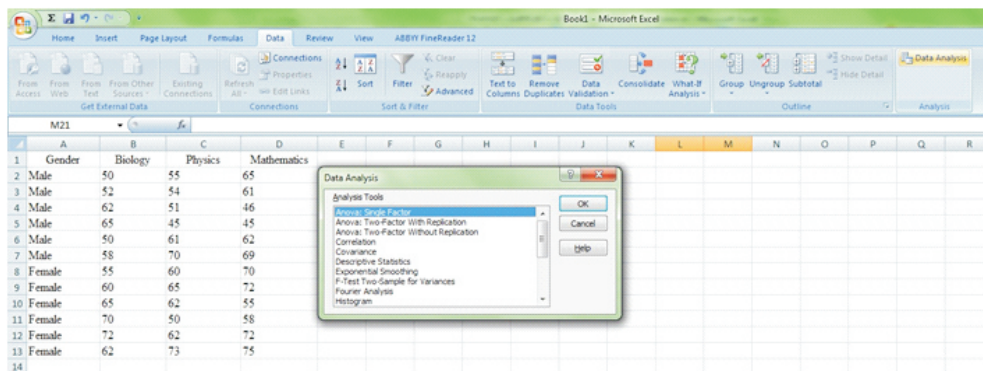 Book1 - Microsoft Excel
Home Insert Page Layout Formulas Data Review View ABBYY FineReader 12
From Access From Web From Text From Other Sources Existing Connections
Get External Data
Refresh All Connections Properties Edit Links
Connections
Sort Filter Clear Reapply Advanced
Sort & Filter
Text to Columns Remove Duplicates Data Validation Consolidate What-If Analysis
Data Tools
Group Ungroup Subtotal Show Detail Hide Detail
Outline
Data Analysis
Analysis
M21 fx
A B C D E F G H I J K L M N O P Q R
1 Gender Biology Physics Mathematics
2 Male 50 55 65
3 Male 52 54 61
4 Male 62 51 46
5 Male 65 45 45
6 Male 50 61 62
7 Male 58 70 69
8 Female 55 60 70
9 Female 60 65 72
10 Female 65 62 55
11 Female 70 50 58
12 Female 72 62 72
13 Female 62 73 75
14
Data Analysis
Analysis Tools
Anova: Single Factor
Anova: Two-Factor With Replication
Anova: Two-Factor Without Replication
Correlation
Covariance
Descriptive Statistics
Exponential Smoothing
F-Test Two-Sample for Variances
Fourier Analysis
Histogram
OK
Cancel
Help